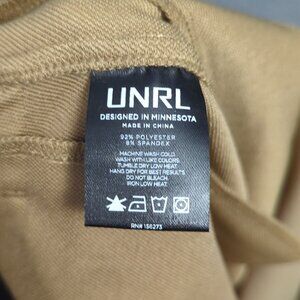 UNRL
DESIGNED IN MINNESOTA
MADE IN CHINA
92% POLYESTER
8% SPANDEX
MACHINE WASH COLD
WASH WITH LIKE COLORS
TUMBLE DRY LOW HEAT
HANG DRY FOR BEST RESULTS
DO NOT BLEACH
IRON LOW HEAT
RN# 156273